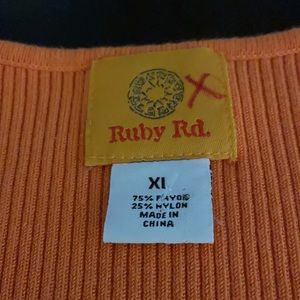 X
Ruby Rd.
Xl
75% RAYON
25% NYLON
MADE IN
CHINA